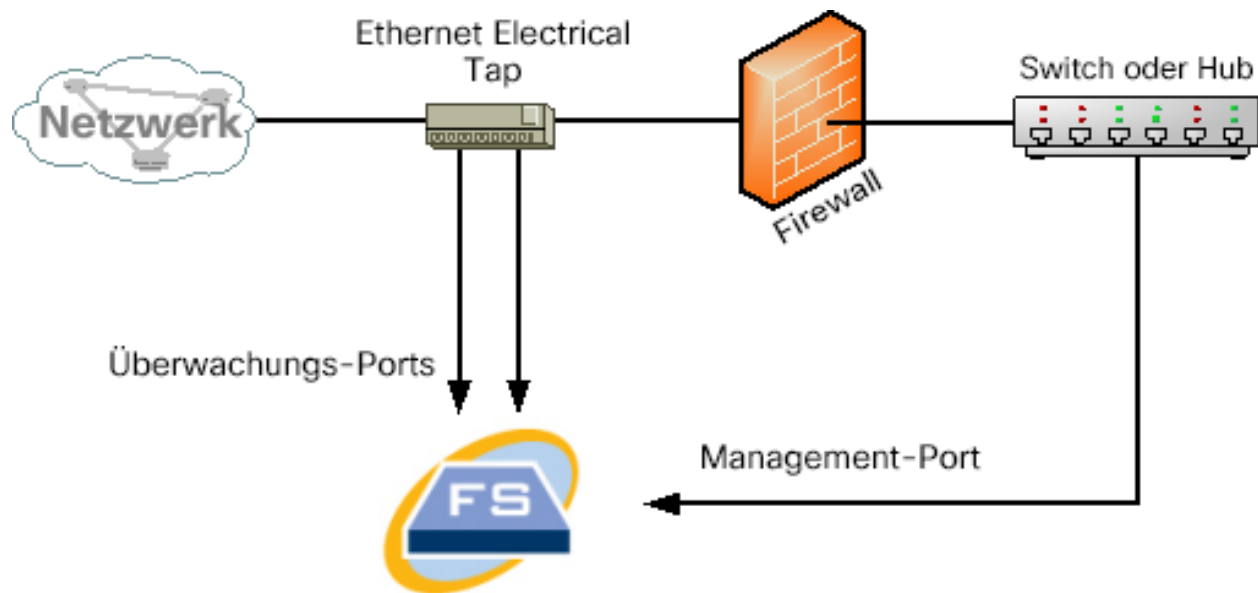 Ethernet Electrical
Tap
Switch oder Hub
Netzwerk
Firewall
Überwachungs-Ports
Management-Port
FS